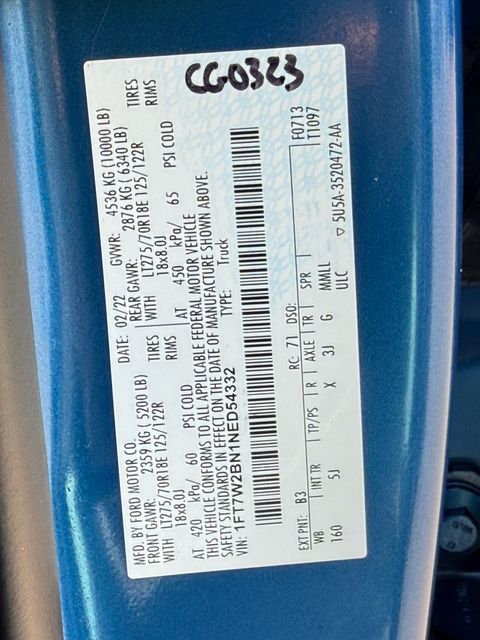 CG0323
MFD. BY FORD MOTOR CO.
DATE: 02/22 GVWR: 4536 KG (10000 LB)
FRONT GAWR: 2359 KG (5200 LB)
REAR GAWR: 2876 KG (6340 LB)
WITH LT275/70R18E 125/122R TIRES
WITH LT275/70R18E 125/122R TIRES
18x8.0J RIMS
18x8.0J RIMS
AT 420 kPa/ 60 PSI COLD
AT 450 kPa/ 65 PSI COLD
THIS VEHICLE CONFORMS TO ALL APPLICABLE FEDERAL MOTOR VEHICLE
SAFETY STANDARDS IN EFFECT ON THE DATE OF MANUFACTURE SHOWN ABOVE.
VIN: 1FT7W2BN1NED54332
TYPE: Truck
F0713
T1097
EXT PNT: B3 RC: 71 DSO:
WB INT TR TP/PS R AXLE TR SPR
160 5J X 3J G MMLL
ULC
▽ 5U5A-3520472-AA